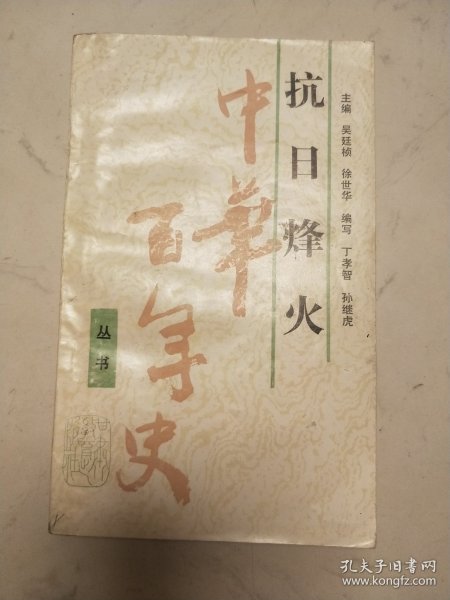 抗日烽火
主编 吴廷桢 徐世华 编写 丁孝智 孙继虎
中华
百年史
丛书
孔夫子旧书网
www.kongfz.com